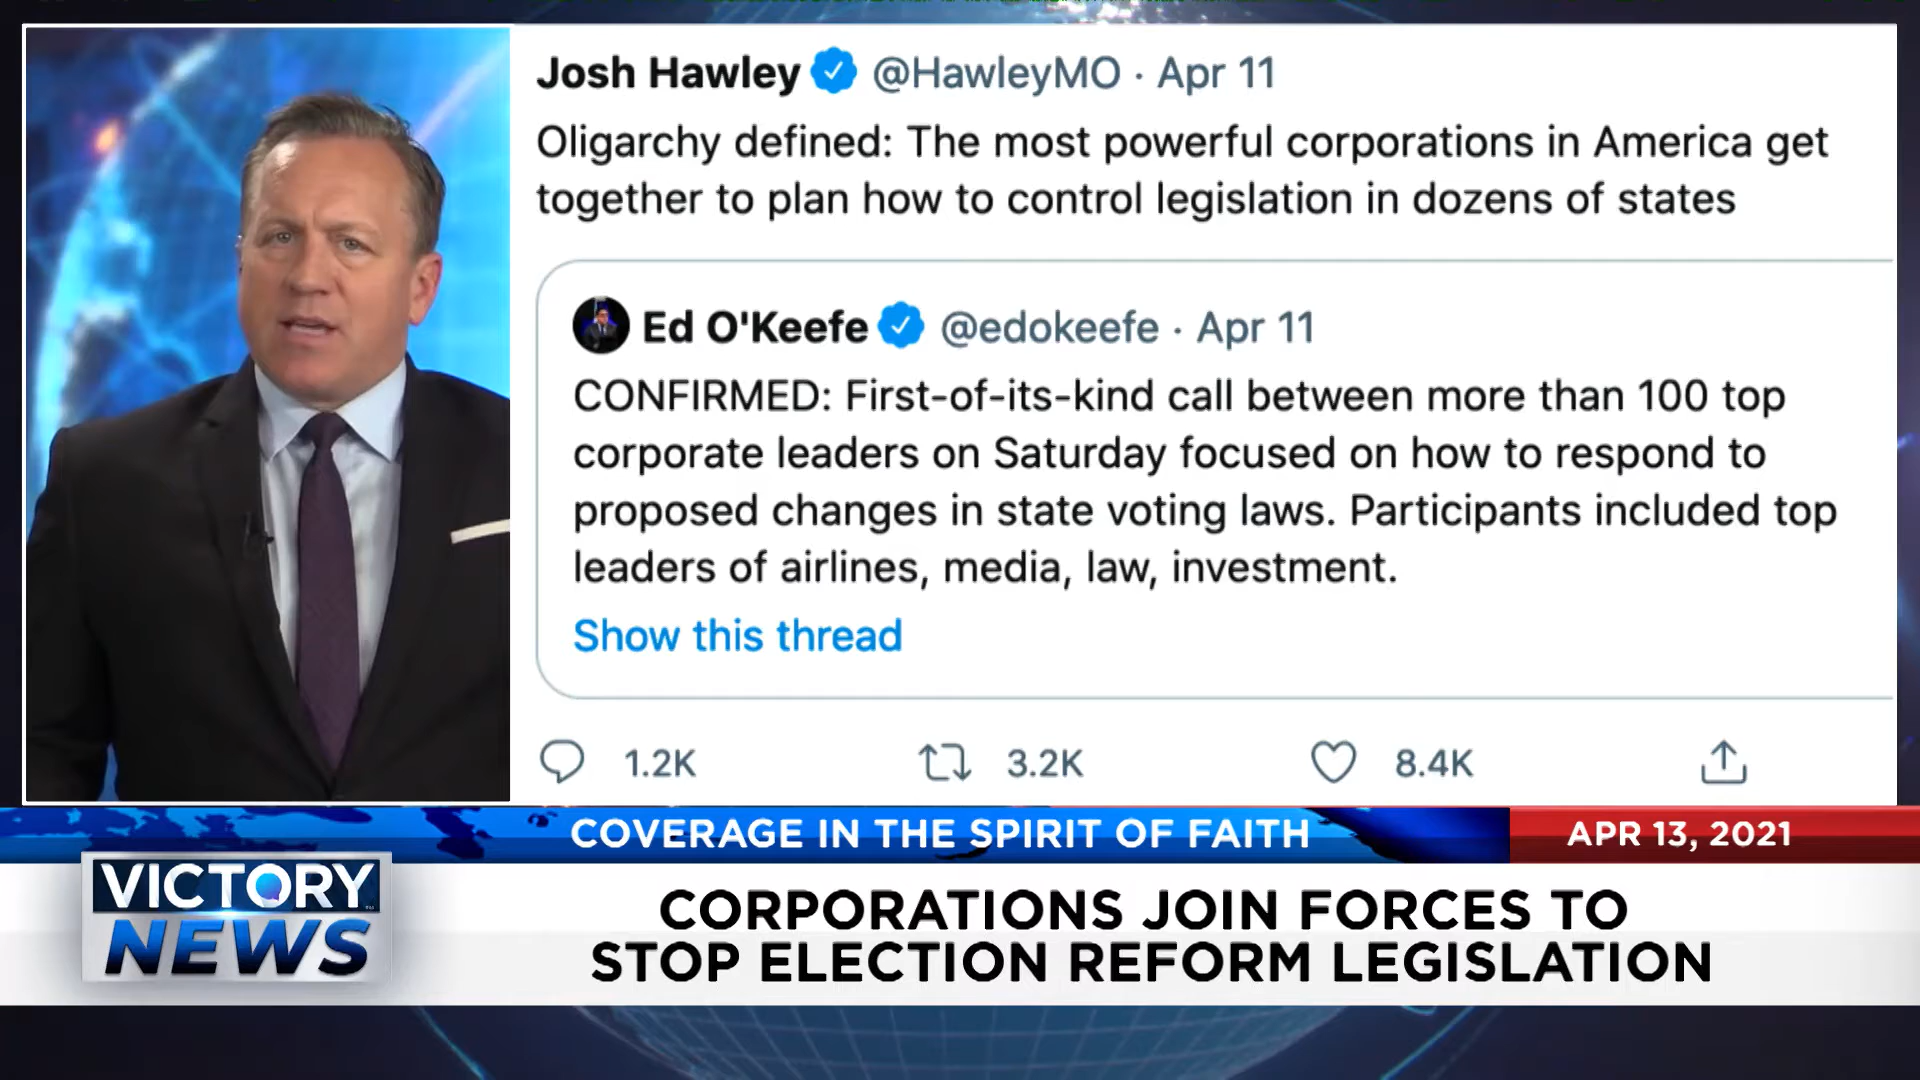 Josh Hawley @HawleyMO · Apr 11
Oligarchy defined: The most powerful corporations in America get
together to plan how to control legislation in dozens of states
Ed O'Keefe @edokeefe · Apr 11
CONFIRMED: First-of-its-kind call between more than 100 top
corporate leaders on Saturday focused on how to respond to
proposed changes in state voting laws. Participants included top
leaders of airlines, media, law, investment.
Show this thread
1.2K 3.2K 8.4K
COVERAGE IN THE SPIRIT OF FAITH APR 13, 2021
VICTORY
NEWS
CORPORATIONS JOIN FORCES TO
STOP ELECTION REFORM LEGISLATION